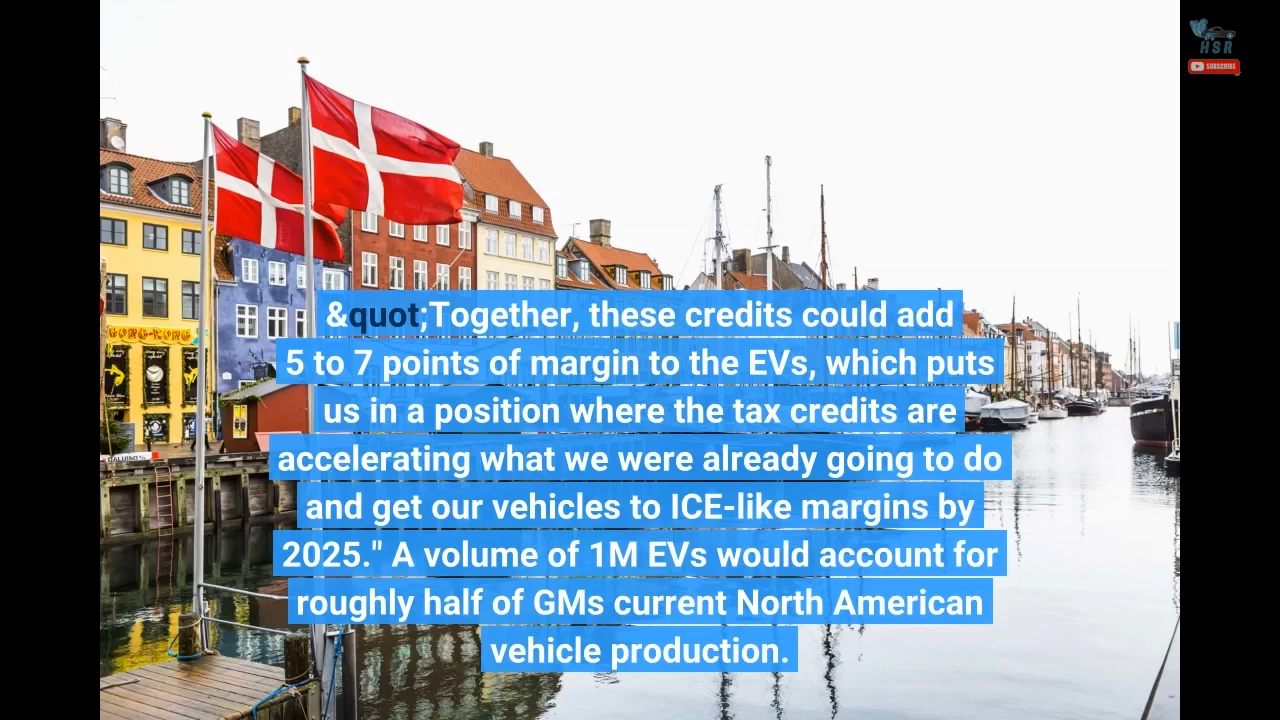 HSR
SUBSCRIBE
&quot;Together, these credits could add
5 to 7 points of margin to the EVs, which puts
us in a position where the tax credits are
accelerating what we were already going to do
and get our vehicles to ICE-like margins by
2025." A volume of 1M EVs would account for
roughly half of GMs current North American
vehicle production.